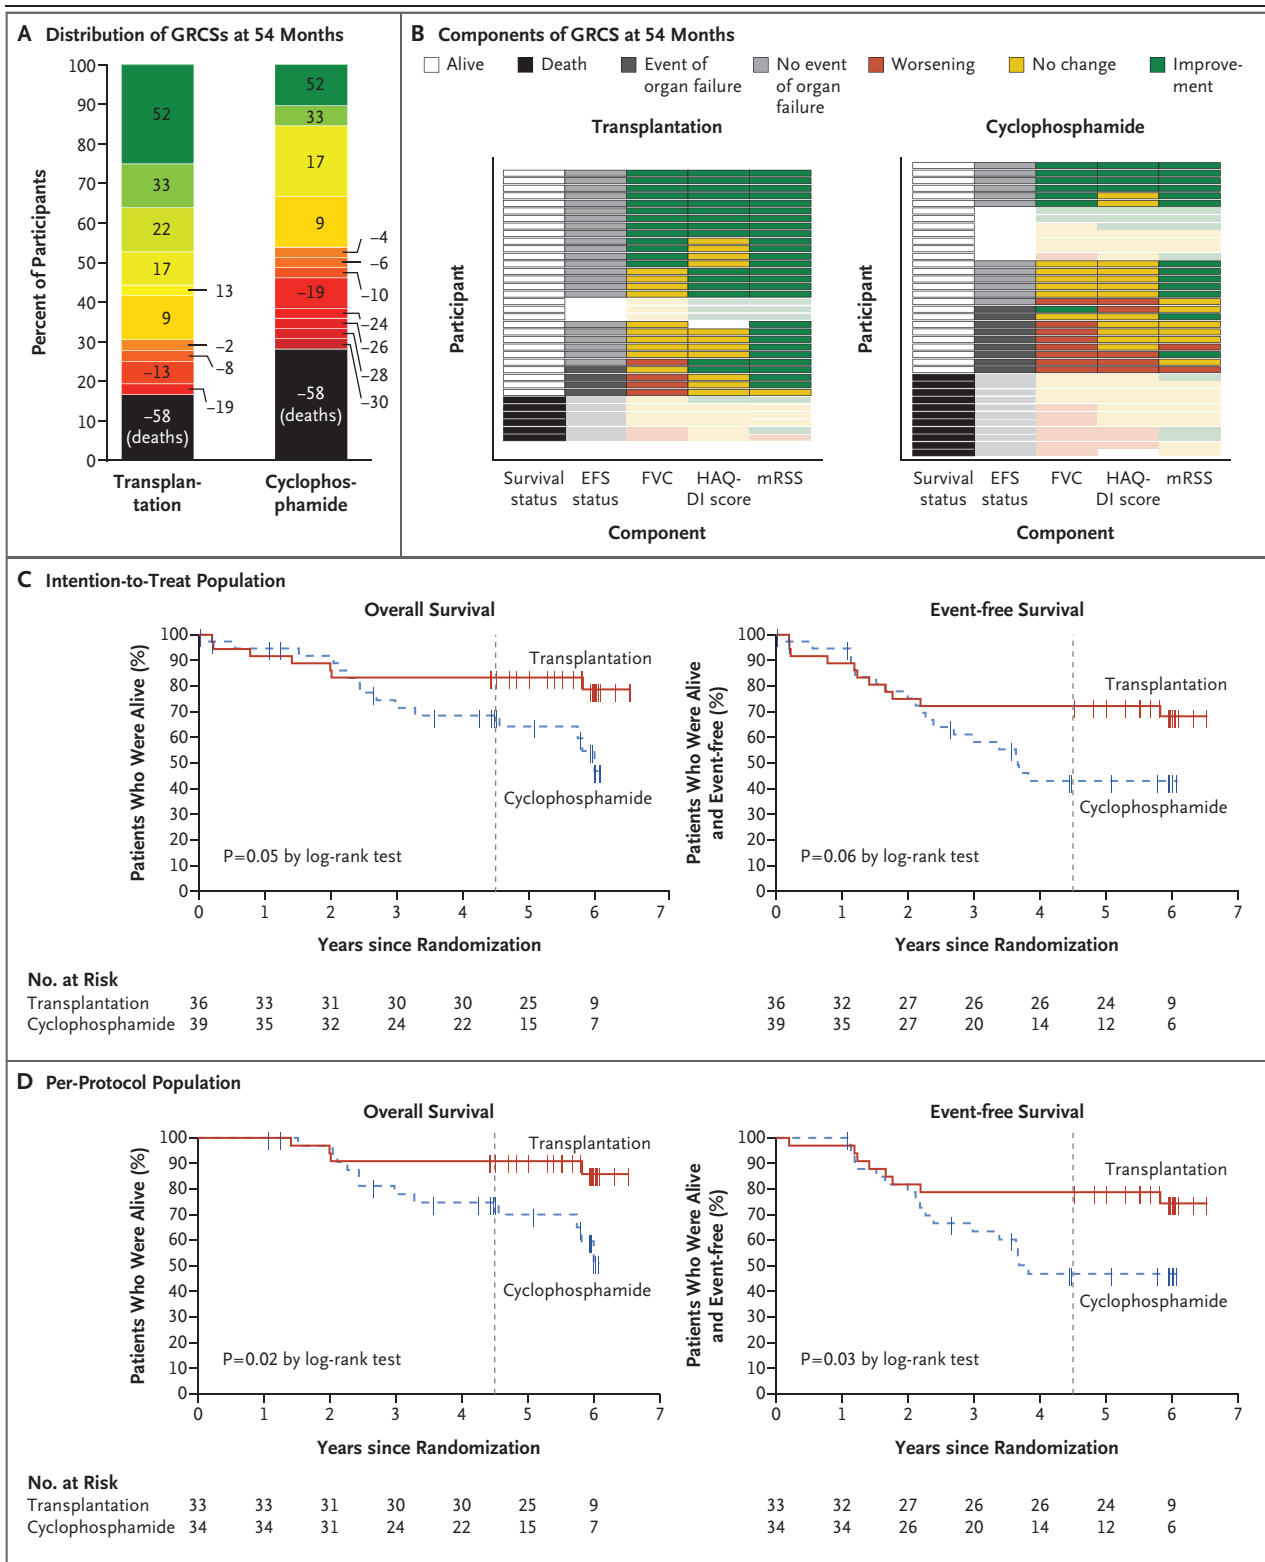 A Distribution of GRCSs at 54 Months
100
90
80
70
60
50
40
30
20
10
0
Percent of Participants
52
33
22
17
13
9
–2
–8
–13
–19
–58
(deaths)
52
33
17
9
–4
–6
–10
–19
–24
–26
–28
–30
–58
(deaths)
Transplan-
tation
Cyclophos-
phamide
B Components of GRCS at 54 Months
Alive
Death
Event of
organ failure
No event
of organ
failure
Worsening
No change
Improve-
ment
Transplantation
Participant
Survival
status
EFS
status
FVC
HAQ-
DI score
mRSS
Component
Cyclophosphamide
Participant
Survival
status
EFS
status
FVC
HAQ-
DI score
mRSS
Component
C Intention-to-Treat Population
Overall Survival
Patients Who Were Alive (%)
100
90
80
70
60
50
40
30
20
10
0
Transplantation
Cyclophosphamide
P=0.05 by log-rank test
0 1 2 3 4 5 6 7
Years since Randomization
Event-free Survival
Patients Who Were Alive
and Event-free (%)
100
90
80
70
60
50
40
30
20
10
0
Transplantation
Cyclophosphamide
P=0.06 by log-rank test
0 1 2 3 4 5 6 7
Years since Randomization
No. at Risk
Transplantation 36 33 31 30 30 25 9 36 32 27 26 26 24 9
Cyclophosphamide 39 35 32 24 22 15 7 39 35 27 20 14 12 6
D Per-Protocol Population
Overall Survival
Patients Who Were Alive (%)
100
90
80
70
60
50
40
30
20
10
0
Transplantation
Cyclophosphamide
P=0.02 by log-rank test
0 1 2 3 4 5 6 7
Years since Randomization
Event-free Survival
Patients Who Were Alive
and Event-free (%)
100
90
80
70
60
50
40
30
20
10
0
Transplantation
Cyclophosphamide
P=0.03 by log-rank test
0 1 2 3 4 5 6 7
Years since Randomization
No. at Risk
Transplantation 33 33 31 30 30 25 9 33 32 27 26 26 24 9
Cyclophosphamide 34 34 31 24 22 15 7 34 34 26 20 14 12 6